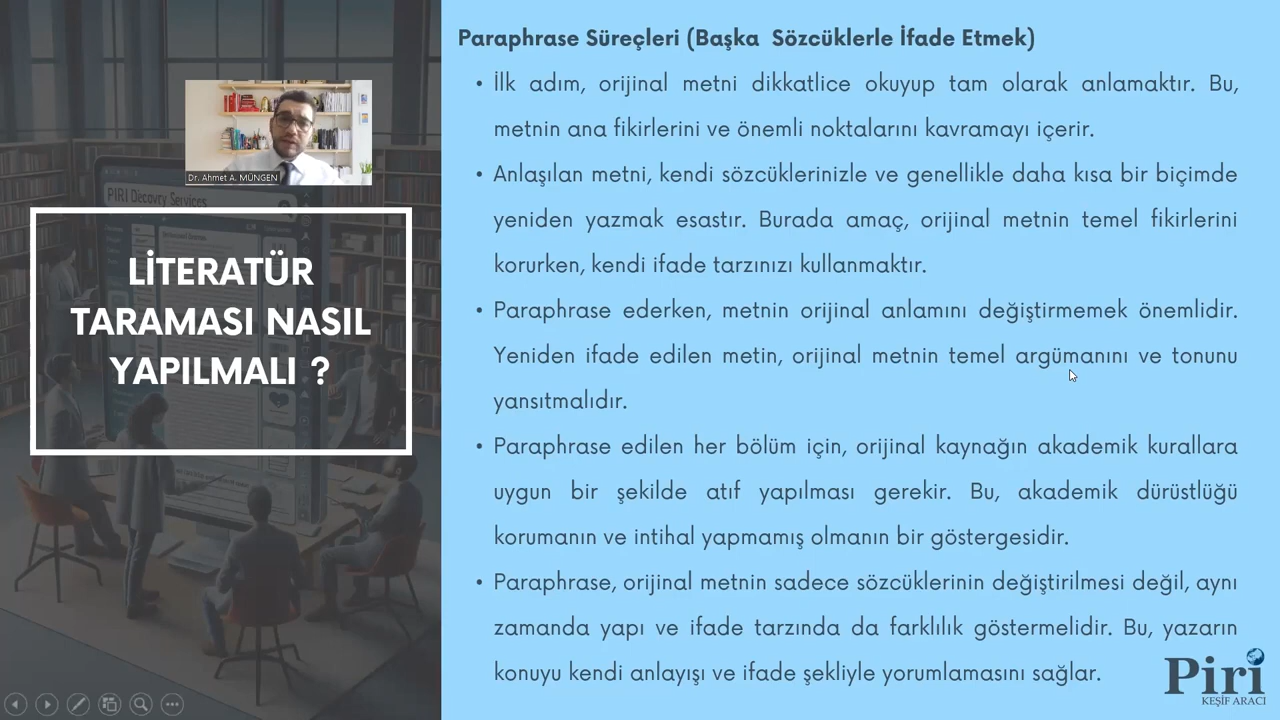 Paraphrase Süreçleri (Başka Sözcüklerle İfade Etmek)
• İlk adım, orijinal metni dikkatlice okuyup tam olarak anlamaktır. Bu,
metnin ana fikirlerini ve önemli noktalarını kavramayı içerir.
• Anlaşılan metni, kendi sözcüklerinizle ve genellikle daha kısa bir biçimde
yeniden yazmak esastır. Burada amaç, orijinal metnin temel fikirlerini
korurken, kendi ifade tarzınızı kullanmaktır.
• Paraphrase ederken, metnin orijinal anlamını değiştirmemek önemlidir.
Yeniden ifade edilen metin, orijinal metnin temel argümanını ve tonunu
yansıtmalıdır.
• Paraphrase edilen her bölüm için, orijinal kaynağın akademik kurallara
uygun bir şekilde atıf yapılması gerekir. Bu, akademik dürüstlüğü
korumanın ve intihal yapmamış olmanın bir göstergesidir.
• Paraphrase, orijinal metnin sadece sözcüklerinin değiştirilmesi değil, aynı
zamanda yapı ve ifade tarzında da farklılık göstermelidir. Bu, yazarın
konuyu kendi anlayışı ve ifade şekliyle yorumlamasını sağlar.
Dr. Ahmet A. MÜNGEN
PIRI Décovry Services
LİTERATÜR
TARAMASI NASIL
YAPILMALI ?
Piri
KEŞİF ARACI